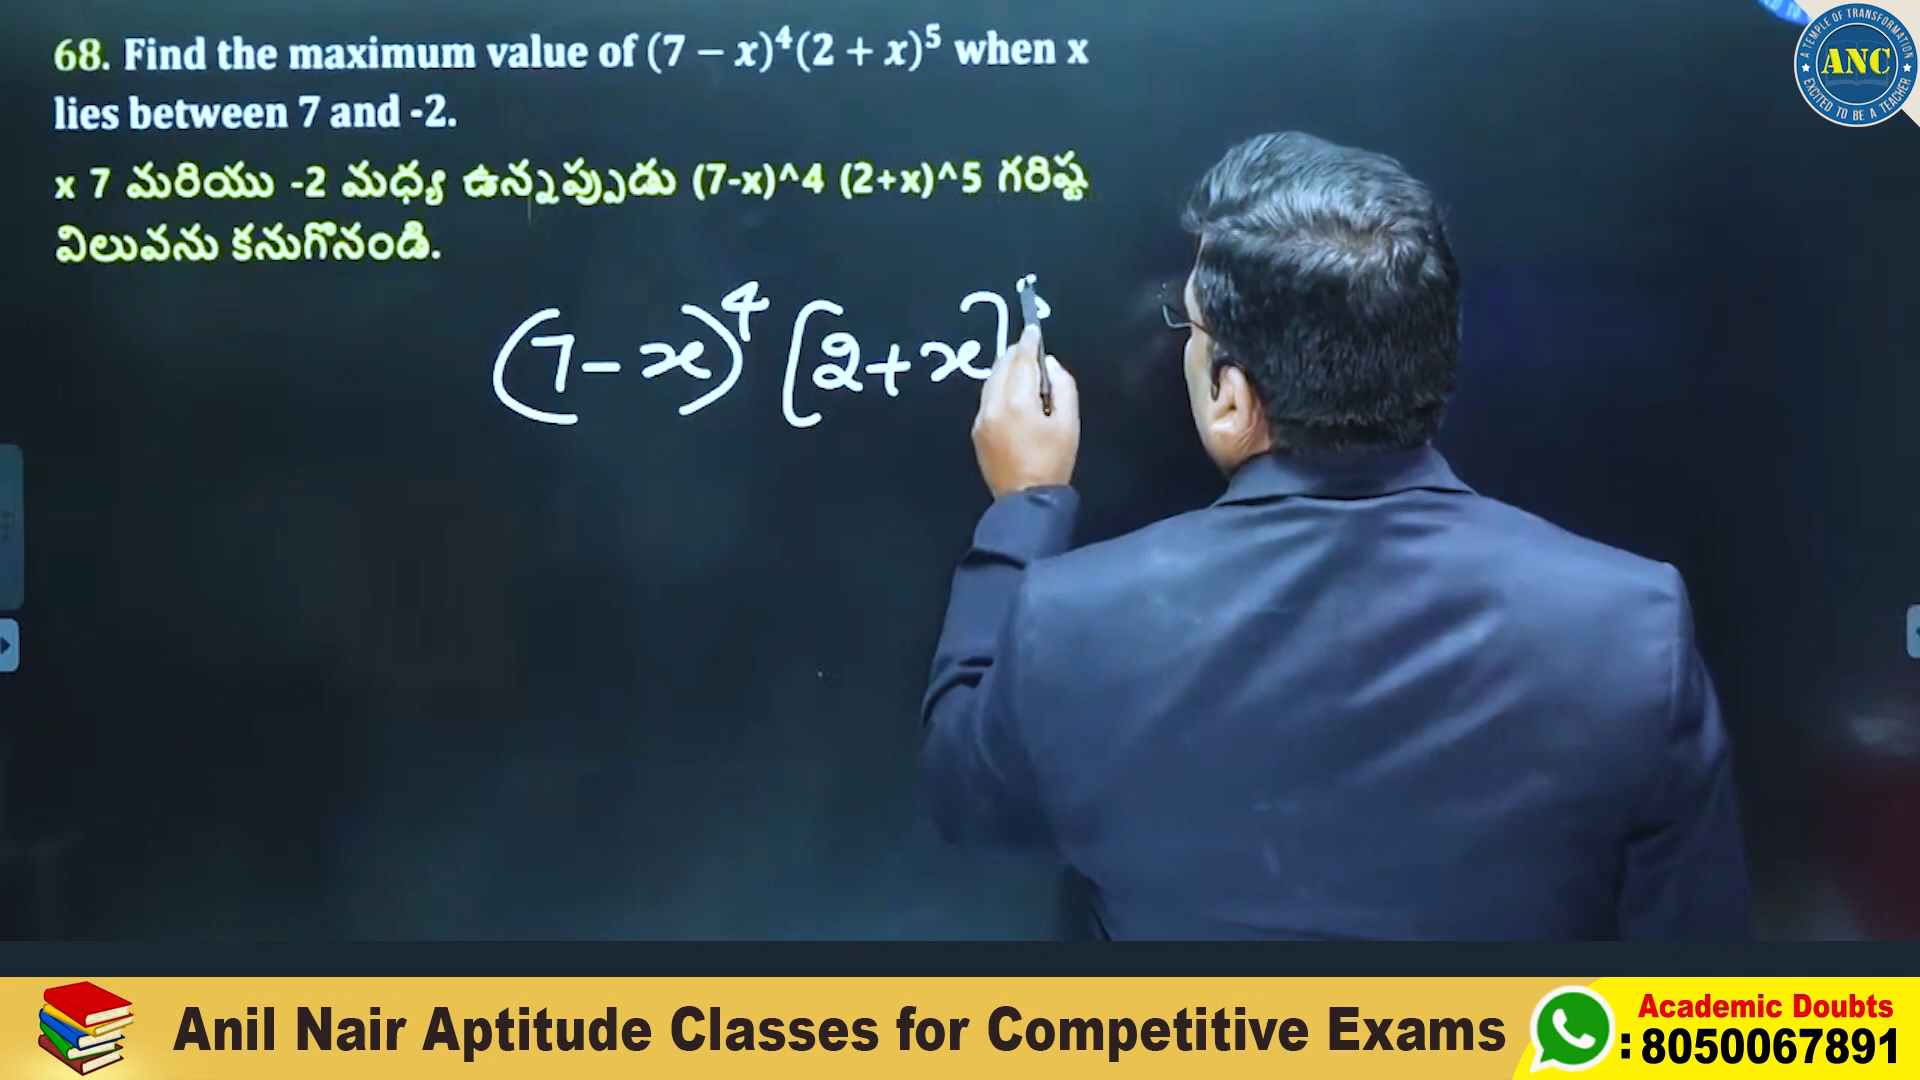 68. Find the maximum value of (7 − x)⁴(2 + x)⁵ when x
lies between 7 and -2.
x 7 మరియు -2 మధ్య ఉన్నప్పుడు (7-x)^4 (2+x)^5 గరిష్ట
విలువను కనుగొనండి.
(7-x)⁴ (2+x)
A TEMPLE OF TRANSFORMATION
ANC
EXCITED TO BE A TEACHER
Anil Nair Aptitude Classes for Competitive Exams
Academic Doubts
: 8050067891